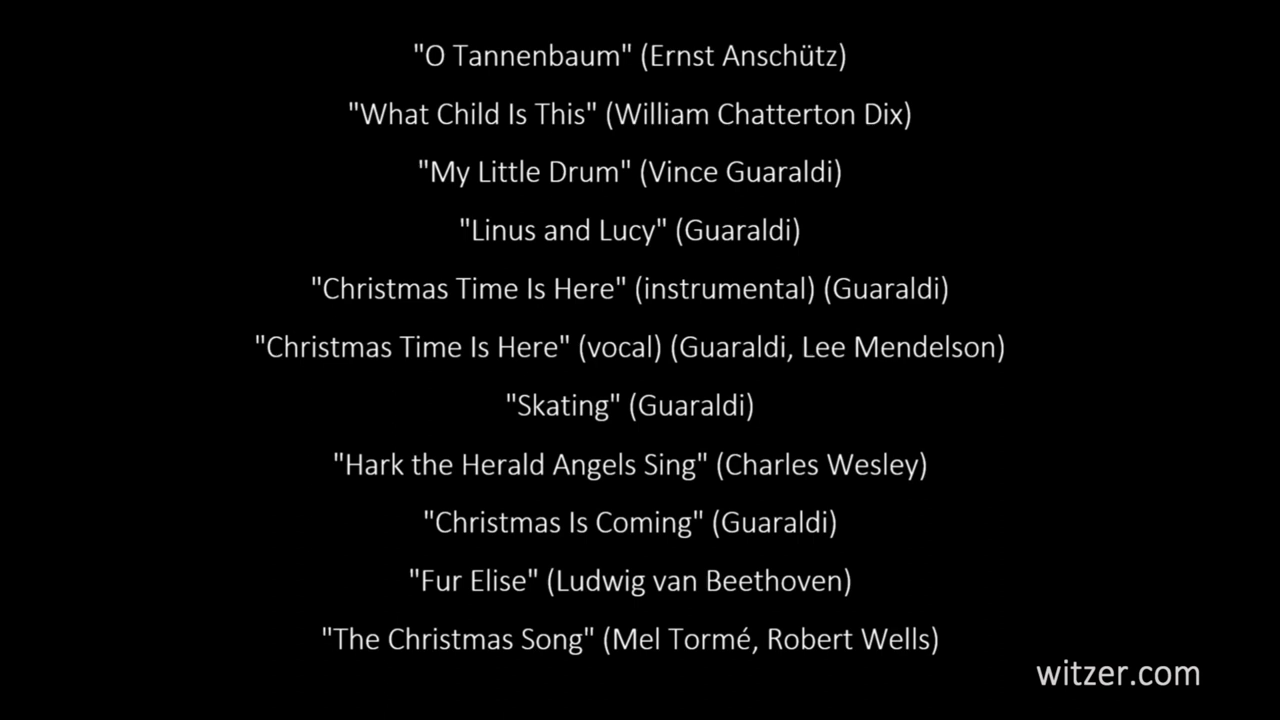 "O Tannenbaum" (Ernst Anschütz)
"What Child Is This" (William Chatterton Dix)
"My Little Drum" (Vince Guaraldi)
"Linus and Lucy" (Guaraldi)
"Christmas Time Is Here" (instrumental) (Guaraldi)
"Christmas Time Is Here" (vocal) (Guaraldi, Lee Mendelson)
"Skating" (Guaraldi)
"Hark the Herald Angels Sing" (Charles Wesley)
"Christmas Is Coming" (Guaraldi)
"Fur Elise" (Ludwig van Beethoven)
"The Christmas Song" (Mel Tormé, Robert Wells)
witzer.com